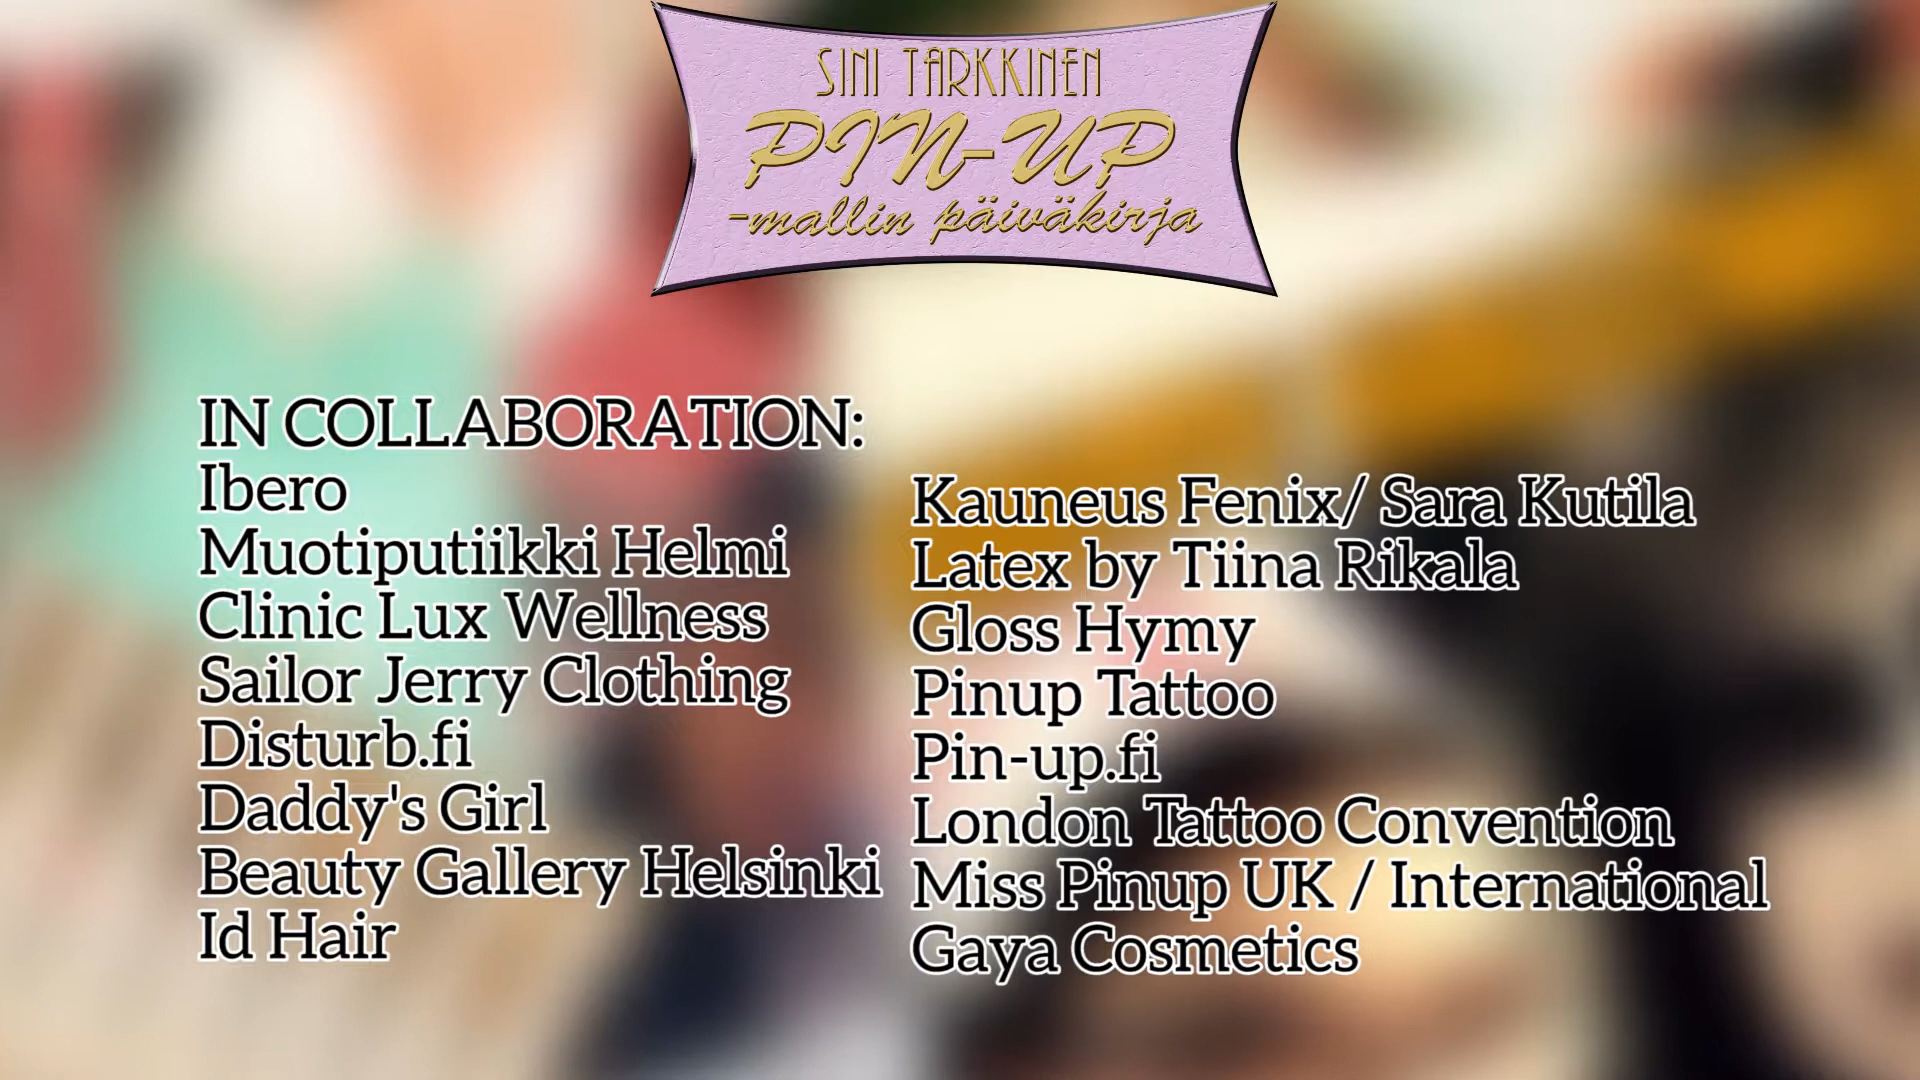 SINI TARKKINEN
PIN-UP
-mallin päiväkirja
IN COLLABORATION:
Ibero
Muotiputiikki Helmi
Clinic Lux Wellness
Sailor Jerry Clothing
Disturb.fi
Daddy's Girl
Beauty Gallery Helsinki
Id Hair
Kauneus Fenix/ Sara Kutila
Latex by Tiina Rikala
Gloss Hymy
Pinup Tattoo
Pin-up.fi
London Tattoo Convention
Miss Pinup UK / International
Gaya Cosmetics